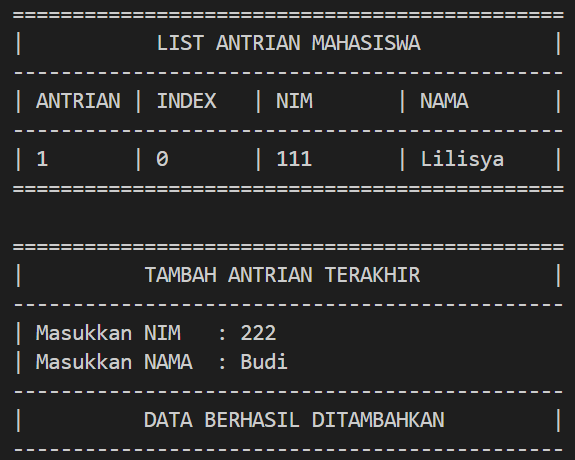 ==============================================
|           LIST ANTRIAN MAHASISWA           |
----------------------------------------------
| ANTRIAN | INDEX   | NIM       | NAMA       |
----------------------------------------------
| 1       | 0       | 111       | Lilisya    |
==============================================

==============================================
|          TAMBAH ANTRIAN TERAKHIR           |
----------------------------------------------
| Masukkan NIM   : 222
| Masukkan NAMA  : Budi
----------------------------------------------
|          DATA BERHASIL DITAMBAHKAN         |
----------------------------------------------